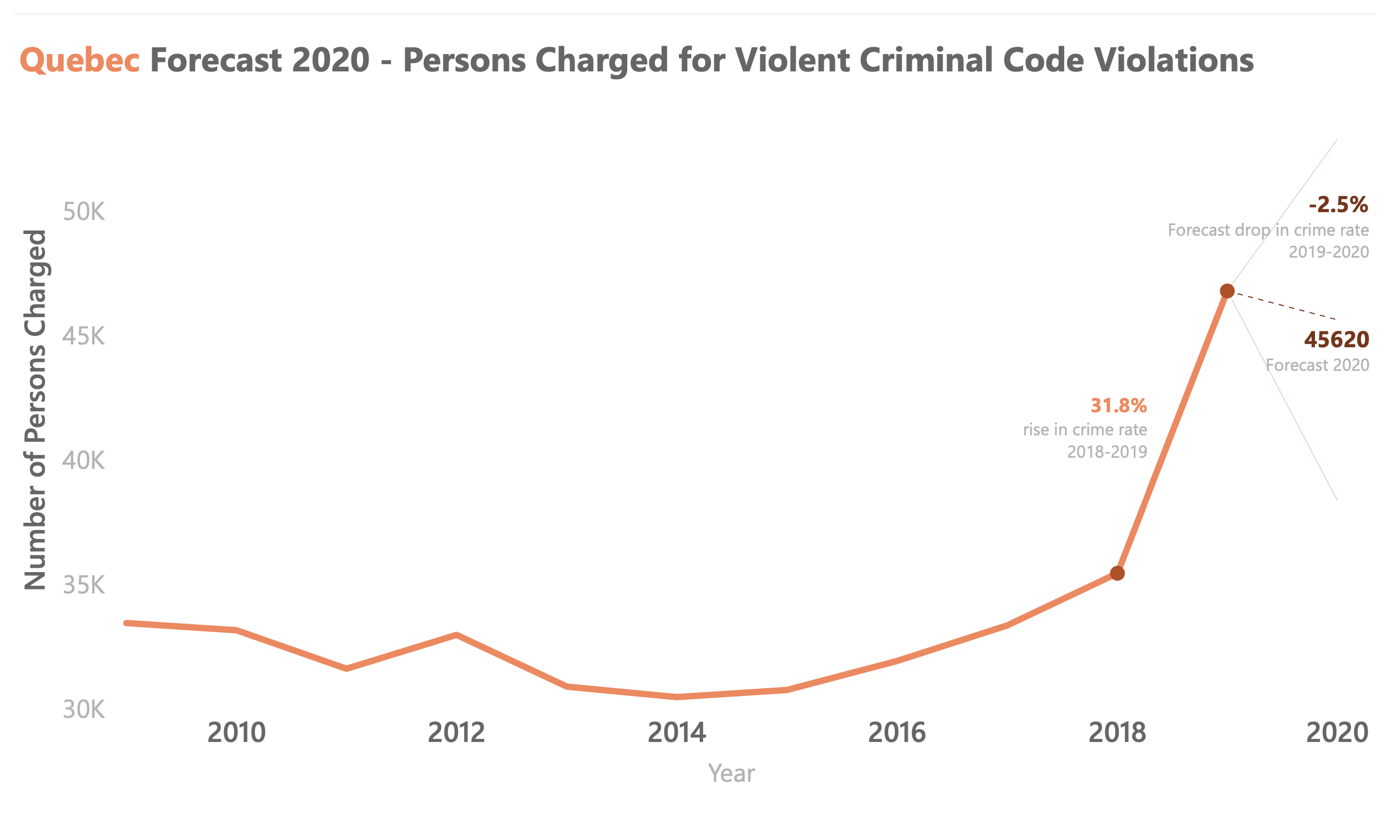 Quebec Forecast 2020 - Persons Charged for Violent Criminal Code Violations
Number of Persons Charged
50K
45K
40K
35K
30K
-2.5%
Forecast drop in crime rate
2019-2020
45620
Forecast 2020
31.8%
rise in crime rate
2018-2019
2010 2012 2014 2016 2018 2020
Year